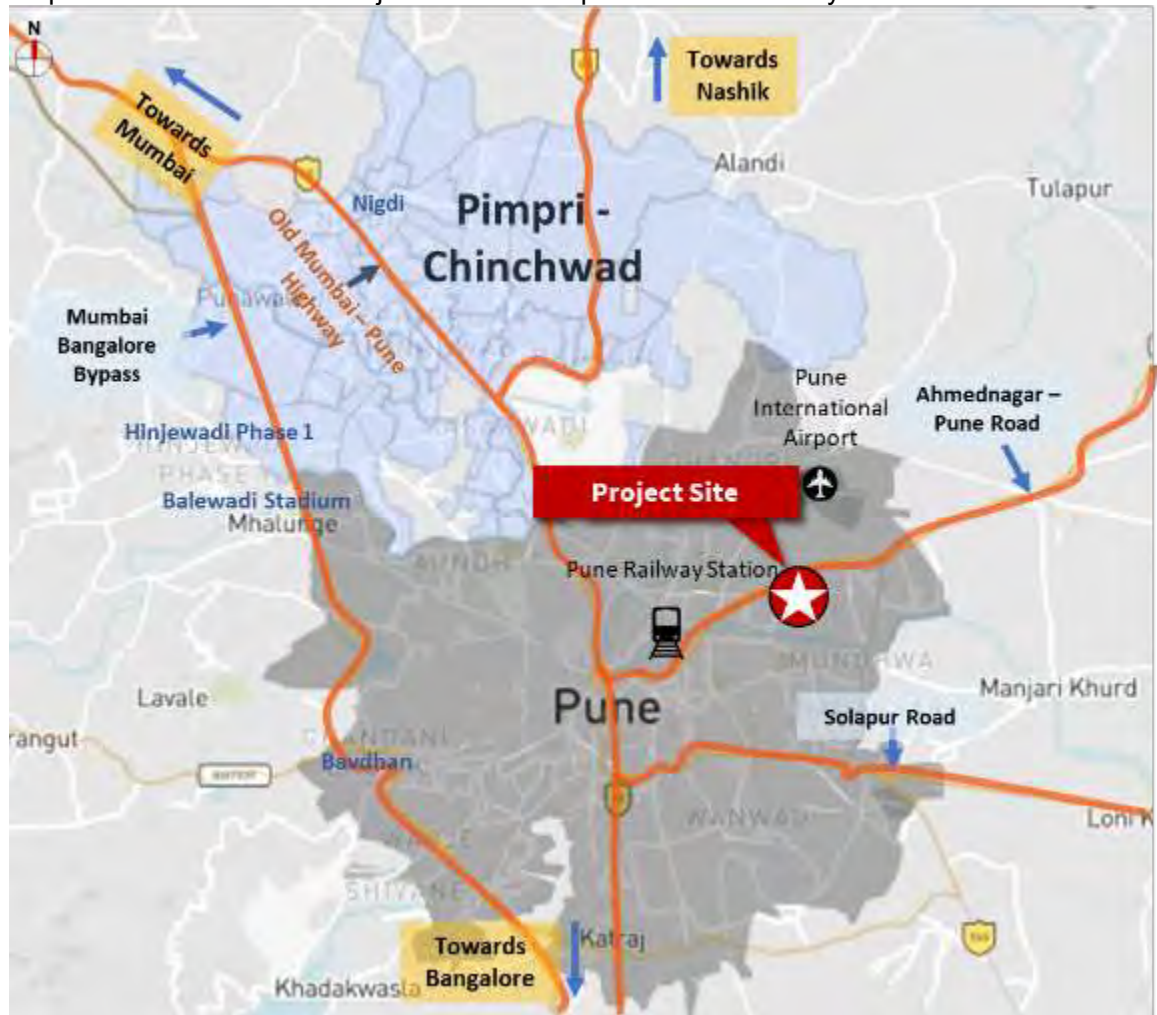 N
Towards
Nashik
Towards
Mumbai
Alandi
Tulapur
Nigdi
Pimpri -
Chinchwad
Old Mumbai – Pune
Highway
Mumbai
Bangalore
Bypass
Pune
International
Airport
Ahmednagar –
Pune Road
Hinjewadi Phase 1
PHASE
Balewadi Stadium
Mhalunge
Project Site
AUNDH
Pune Railway Station
MUNDHWA
Lavale
Pune
Manjari Khurd
Solapur Road
Bavdhan
SHIVANE
Towards
Bangalore
Katraj
Khadakwasla